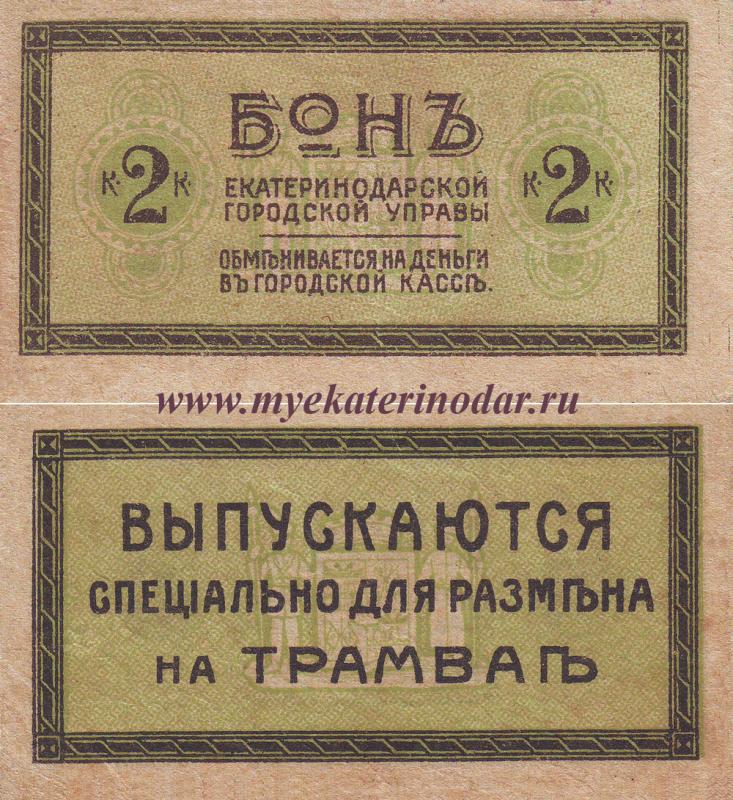 БОНЪ
К. 2 К. К. 2 К.
ЕКАТЕРИНОДАРСКОЙ
ГОРОДСКОЙ УПРАВЫ
ОБМѢНИВАЕТСЯ НА ДЕНЬГИ
ВЪ ГОРОДСКОЙ КАССѢ.
www.myekaterinodar.ru
ВЫПУСКАЮТСЯ
СПЕЦІАЛЬНО ДЛЯ РАЗМѢНА
НА ТРАМВАѢ